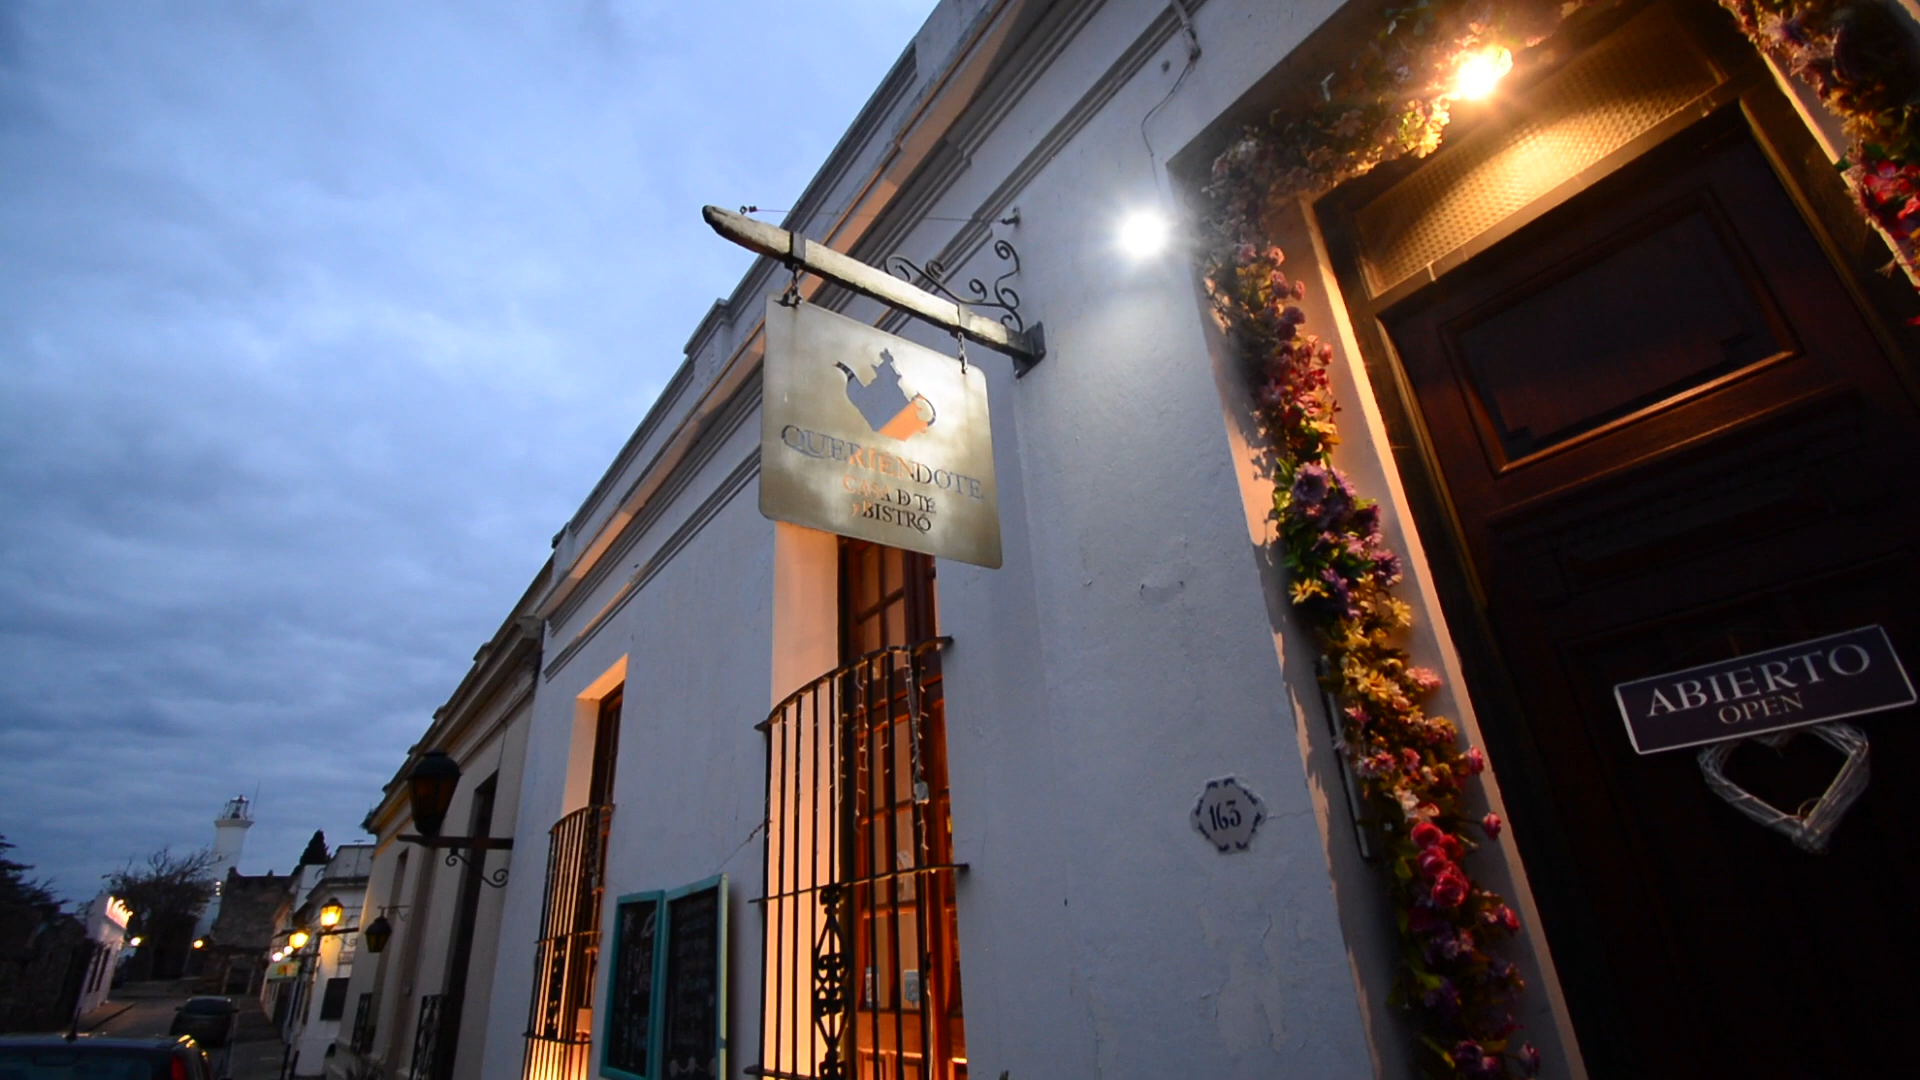 QUERIENDOTE
CASA D TÉ
y BISTRÓ
163
ABIERTO
OPEN